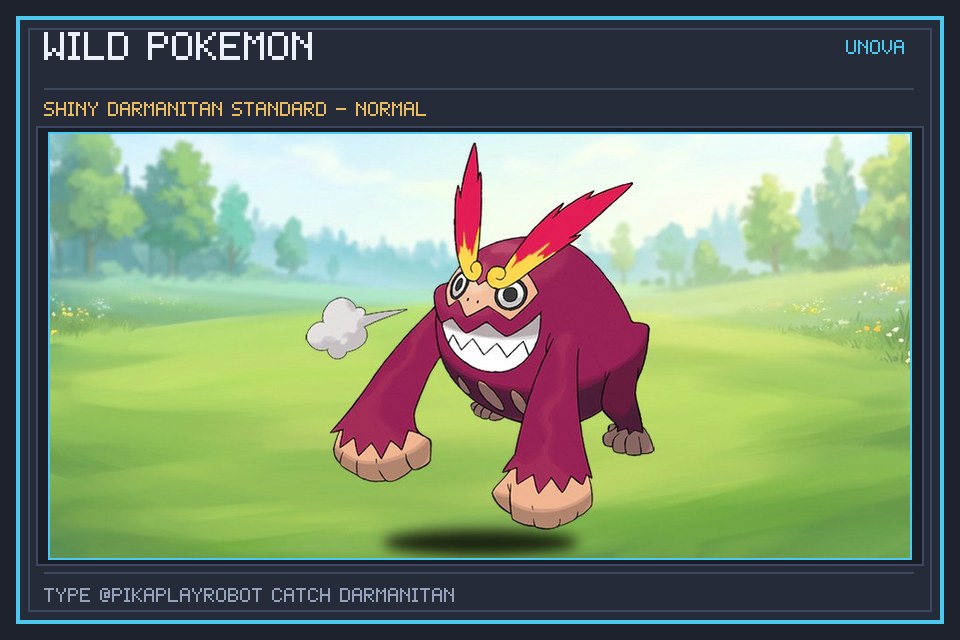 WILD POKEMON
UNOVA
SHINY DARMANITAN STANDARD - NORMAL
TYPE @PIKAPLAYROBOT CATCH DARMANITAN